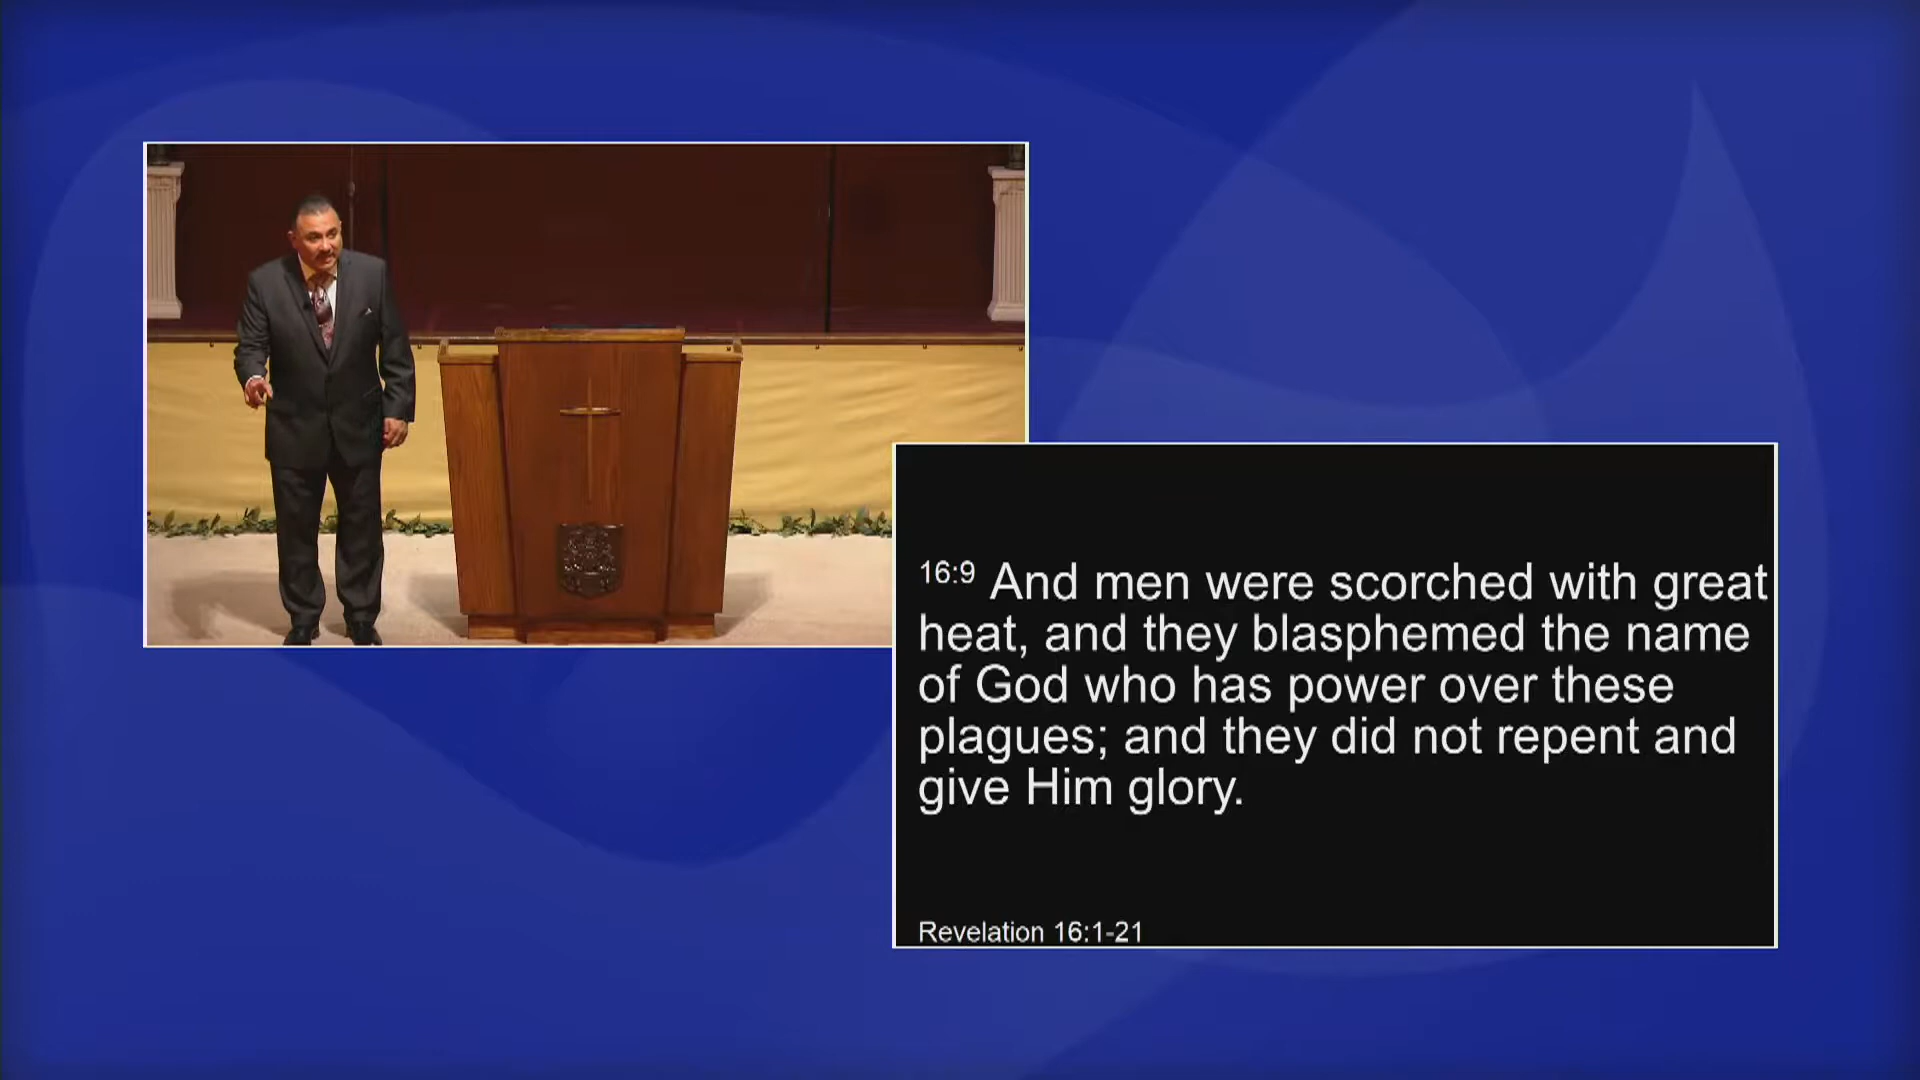 16:9 And men were scorched with great
heat, and they blasphemed the name
of God who has power over these
plagues; and they did not repent and
give Him glory.
Revelation 16:1-21